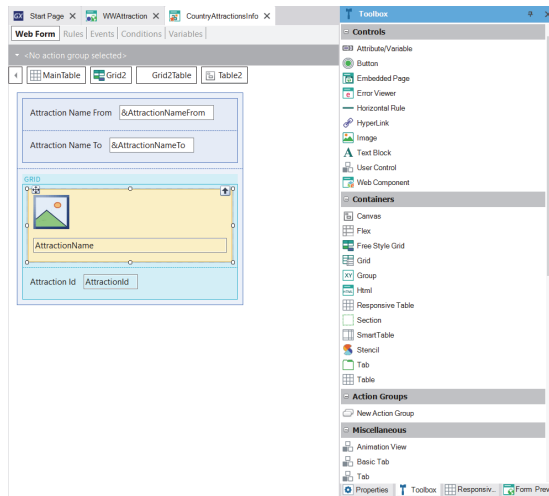 Start Page X WWAttraction X CountryAttractionsInfo X
Web Form Rules Events Conditions Variables
<No action group selected>
MainTable Grid2 Grid2Table Table2
Attraction Name From &AttractionNameFrom
Attraction Name To &AttractionNameTo
GRID
AttractionName
Attraction Id AttractionId
Toolbox
Controls
Attribute/Variable
Button
Embedded Page
Error Viewer
Horizontal Rule
HyperLink
Image
Text Block
User Control
Web Component
Containers
Canvas
Flex
Free Style Grid
Grid
Group
Html
Responsive Table
Section
SmartTable
Stencil
Tab
Table
Action Groups
New Action Group
Miscellaneous
Animation View
Basic Tab
Tab
Properties Toolbox Responsiv... Form Prev